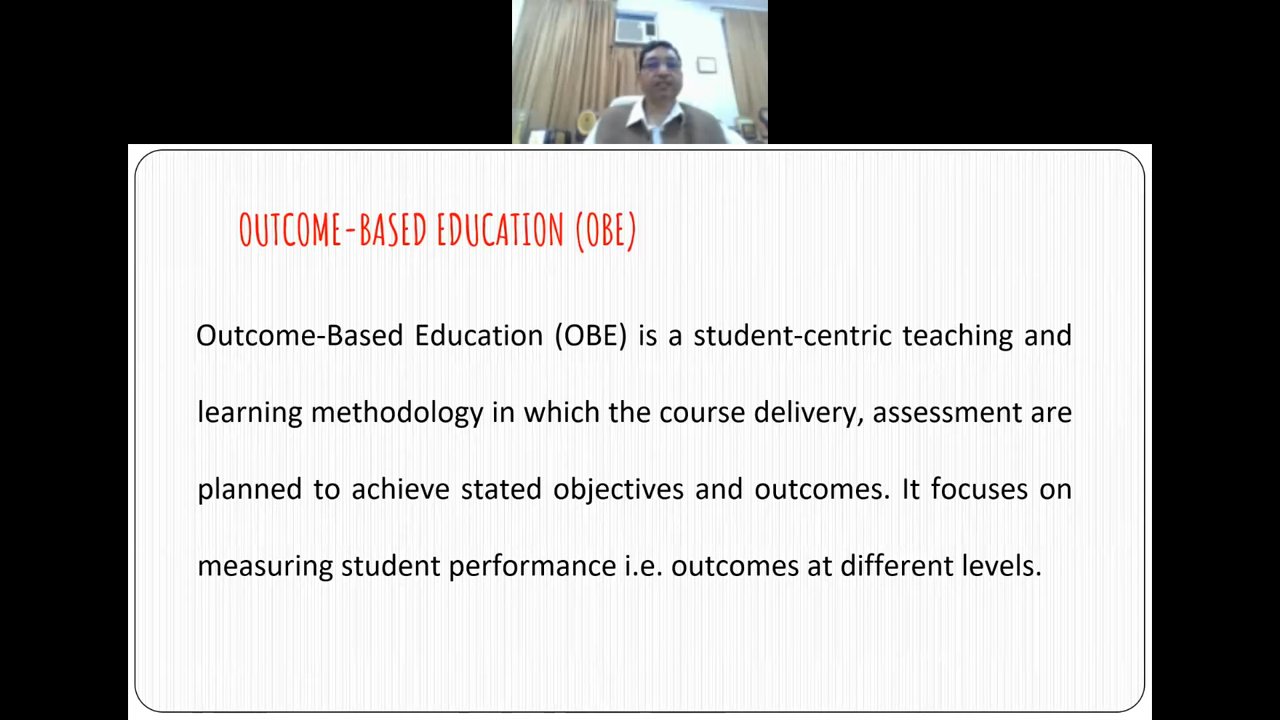 OUTCOME-BASED EDUCATION (OBE)
Outcome-Based Education (OBE) is a student-centric teaching and
learning methodology in which the course delivery, assessment are
planned to achieve stated objectives and outcomes. It focuses on
measuring student performance i.e. outcomes at different levels.